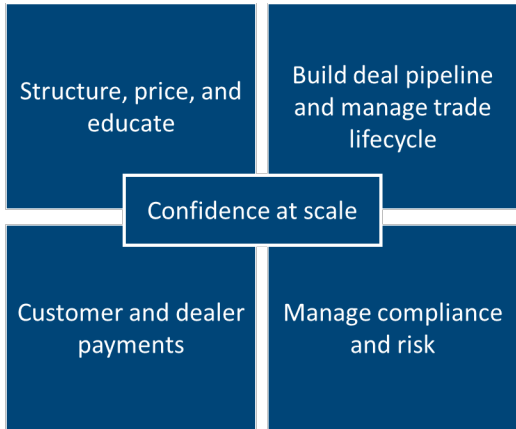 Structure, price, and
educate
Build deal pipeline
and manage trade
lifecycle
Confidence at scale
Customer and dealer
payments
Manage compliance
and risk